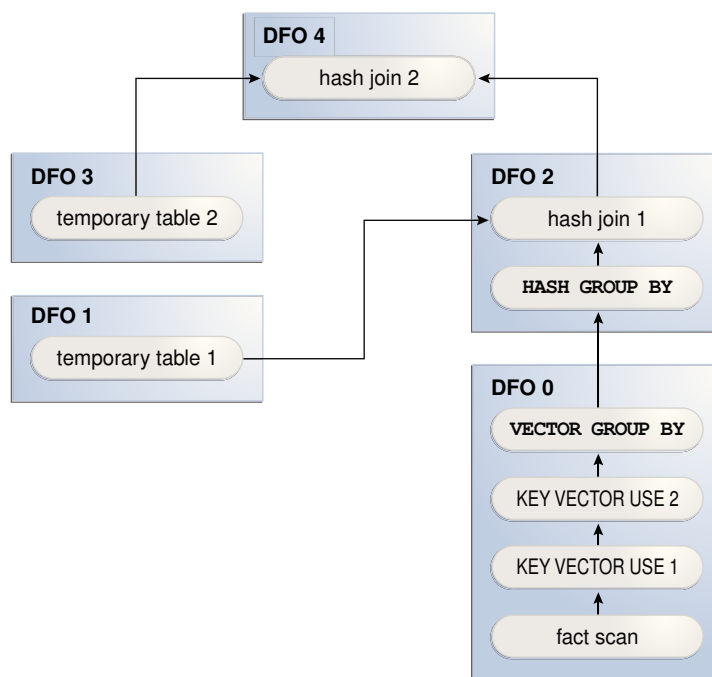 DFO 4
hash join 2
DFO 3
temporary table 2
DFO 2
hash join 1
HASH GROUP BY
DFO 1
temporary table 1
DFO 0
VECTOR GROUP BY
KEY VECTOR USE 2
KEY VECTOR USE 1
fact scan